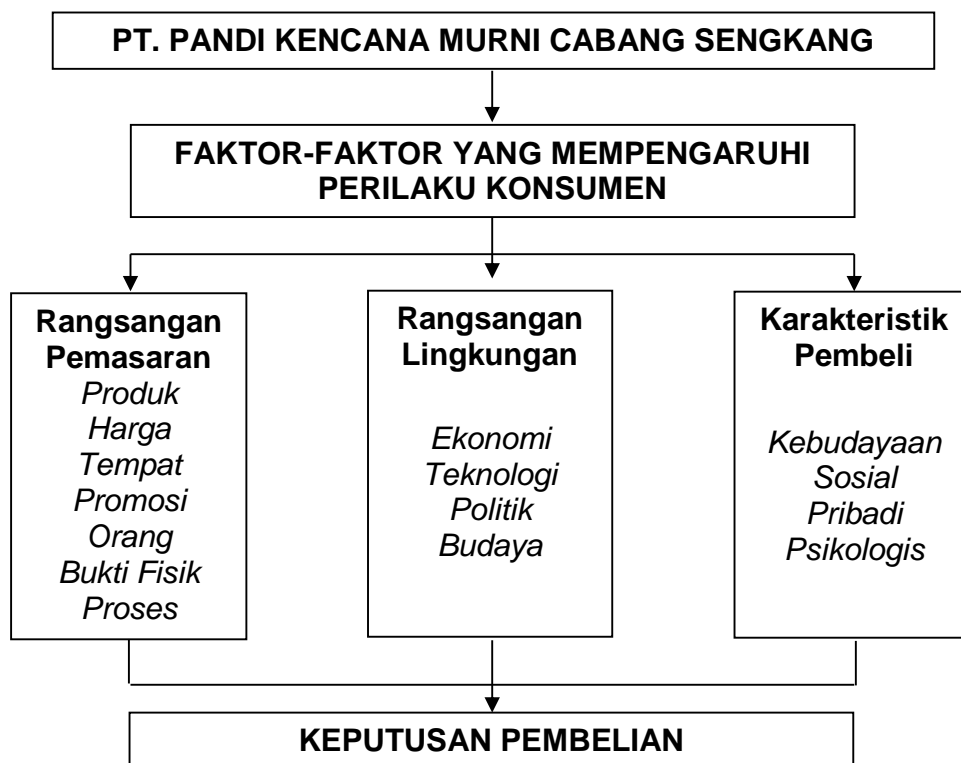 PT. PANDI KENCANA MURNI CABANG SENGKANG
FAKTOR-FAKTOR YANG MEMPENGARUHI
PERILAKU KONSUMEN
Rangsangan
Pemasaran
Produk
Harga
Tempat
Promosi
Orang
Bukti Fisik
Proses
Rangsangan
Lingkungan
Ekonomi
Teknologi
Politik
Budaya
Karakteristik
Pembeli
Kebudayaan
Sosial
Pribadi
Psikologis
KEPUTUSAN PEMBELIAN